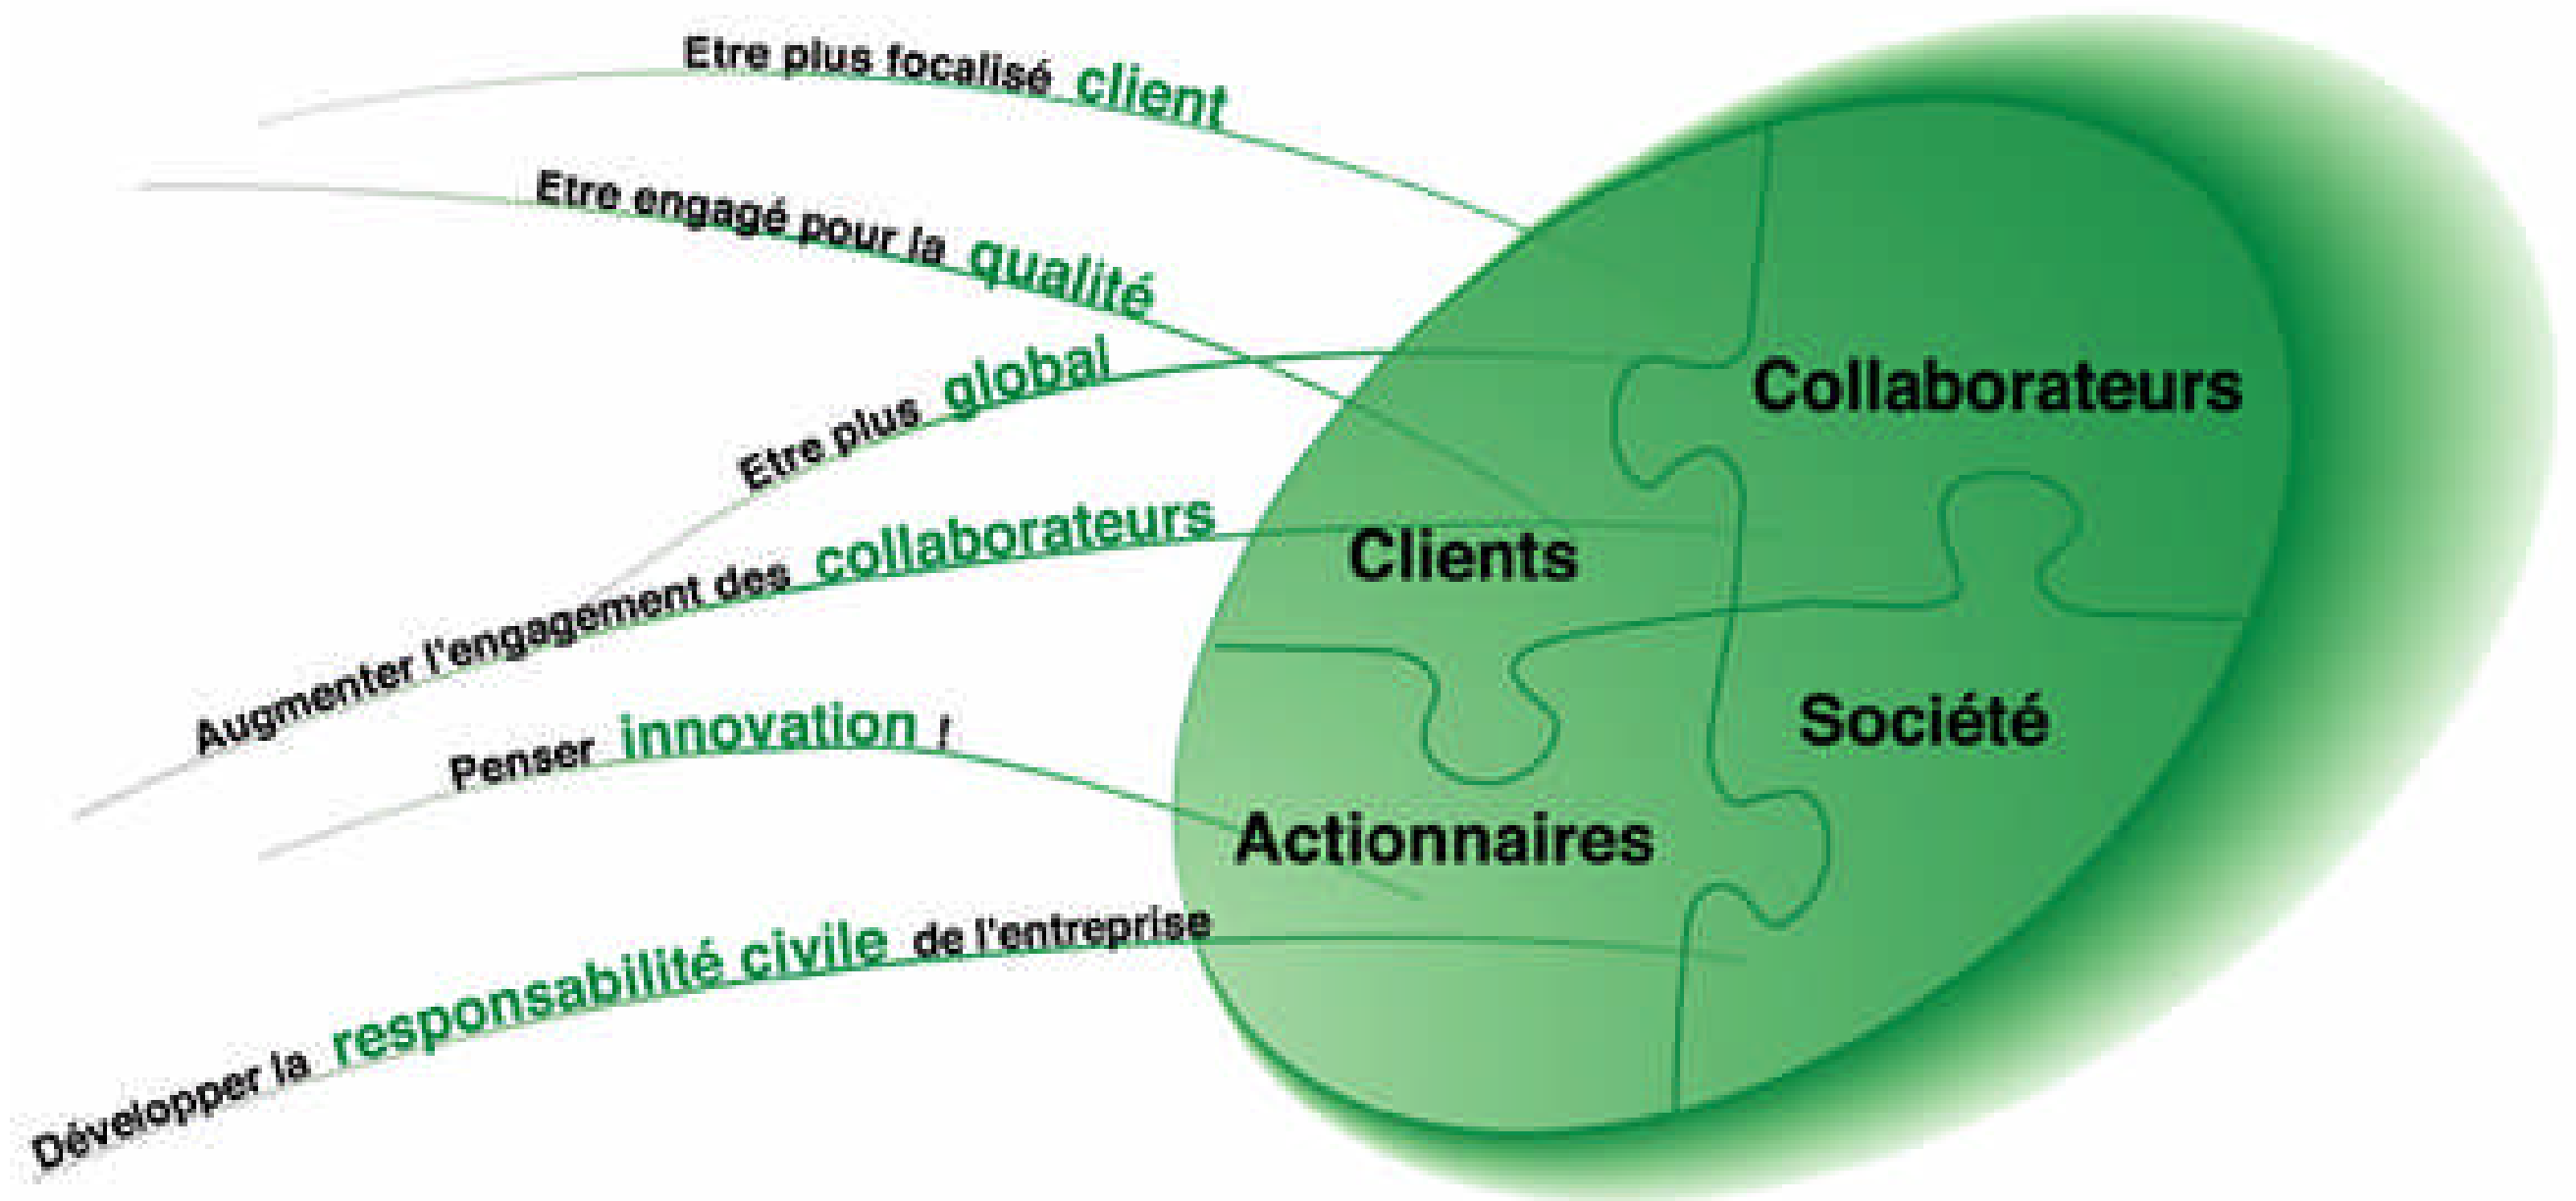 Etre plus focalisé client
Etre engagé pour la qualité
Etre plus global
Augmenter l'engagement des collaborateurs
Penser innovation !
Développer la responsabilité civile de l'entreprise
Collaborateurs
Clients
Société
Actionnaires